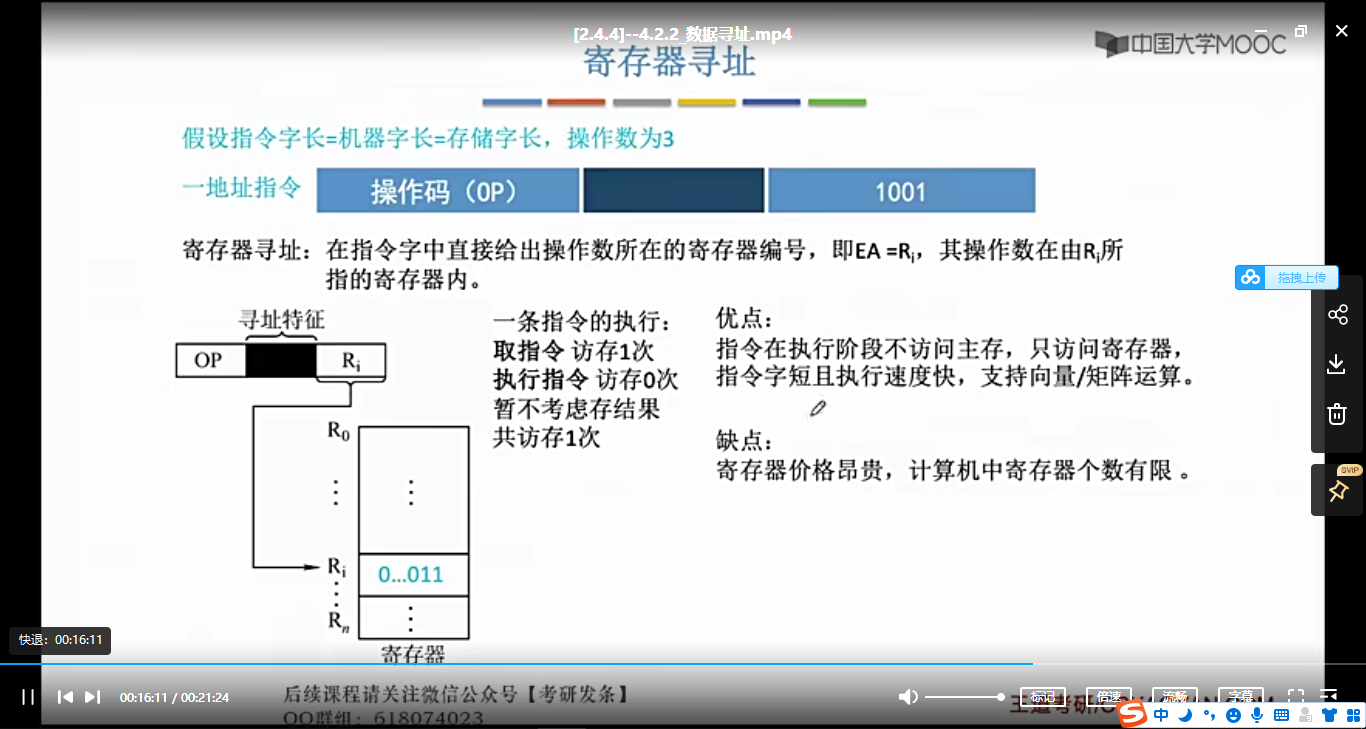 [2.4.4]--4.2.2_数据寻址.mp4
中国大学MOOC
寄存器寻址
假设指令字长=机器字长=存储字长，操作数为3
一地址指令
操作码（OP）
1001
寄存器寻址：在指令字中直接给出操作数所在的寄存器编号，即EA =Ri，其操作数在由Ri所
指的寄存器内。
拖拽上传
寻址特征
OP
Ri
R0
⋮
⋮
Ri
0...011
⋮
Rn
⋮
寄存器
一条指令的执行：
取指令 访存1次
执行指令 访存0次
暂不考虑存结果
共访存1次
优点：
指令在执行阶段不访问主存，只访问寄存器，
指令字短且执行速度快，支持向量/矩阵运算。
缺点：
寄存器价格昂贵，计算机中寄存器个数有限 。
SVIP
快退：00:16:11
00:16:11 / 00:21:24
后续课程请关注微信公众号【考研发条】
QQ群组：618074023
标记
倍速
流畅
字幕
王道考研/C
S
中